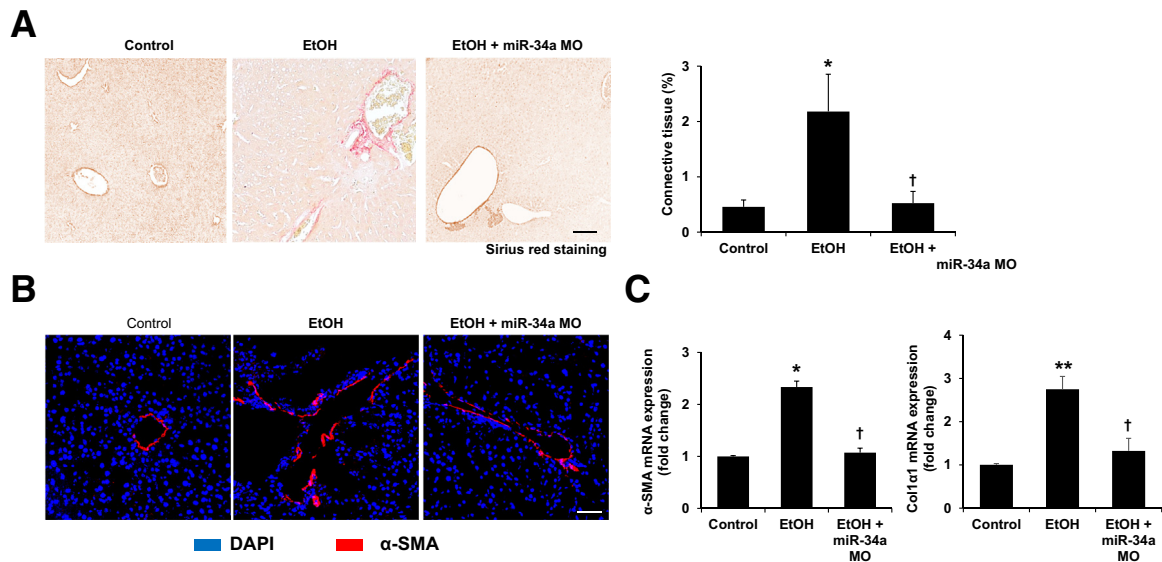 A
Control
EtOH
EtOH + miR-34a MO
Sirius red staining
Connective tissue (%)
3
2
1
0
*
†
Control
EtOH
EtOH +
miR-34a MO
B
Control
EtOH
EtOH + miR-34a MO
DAPI
α-SMA
C
α-SMA mRNA expression
(fold change)
3
2
1
0
*
†
Control
EtOH
EtOH +
miR-34a
MO
Col1α1 mRNA expression
(fold change)
4
3
2
1
0
**
†
Control
EtOH
EtOH +
miR-34a
MO